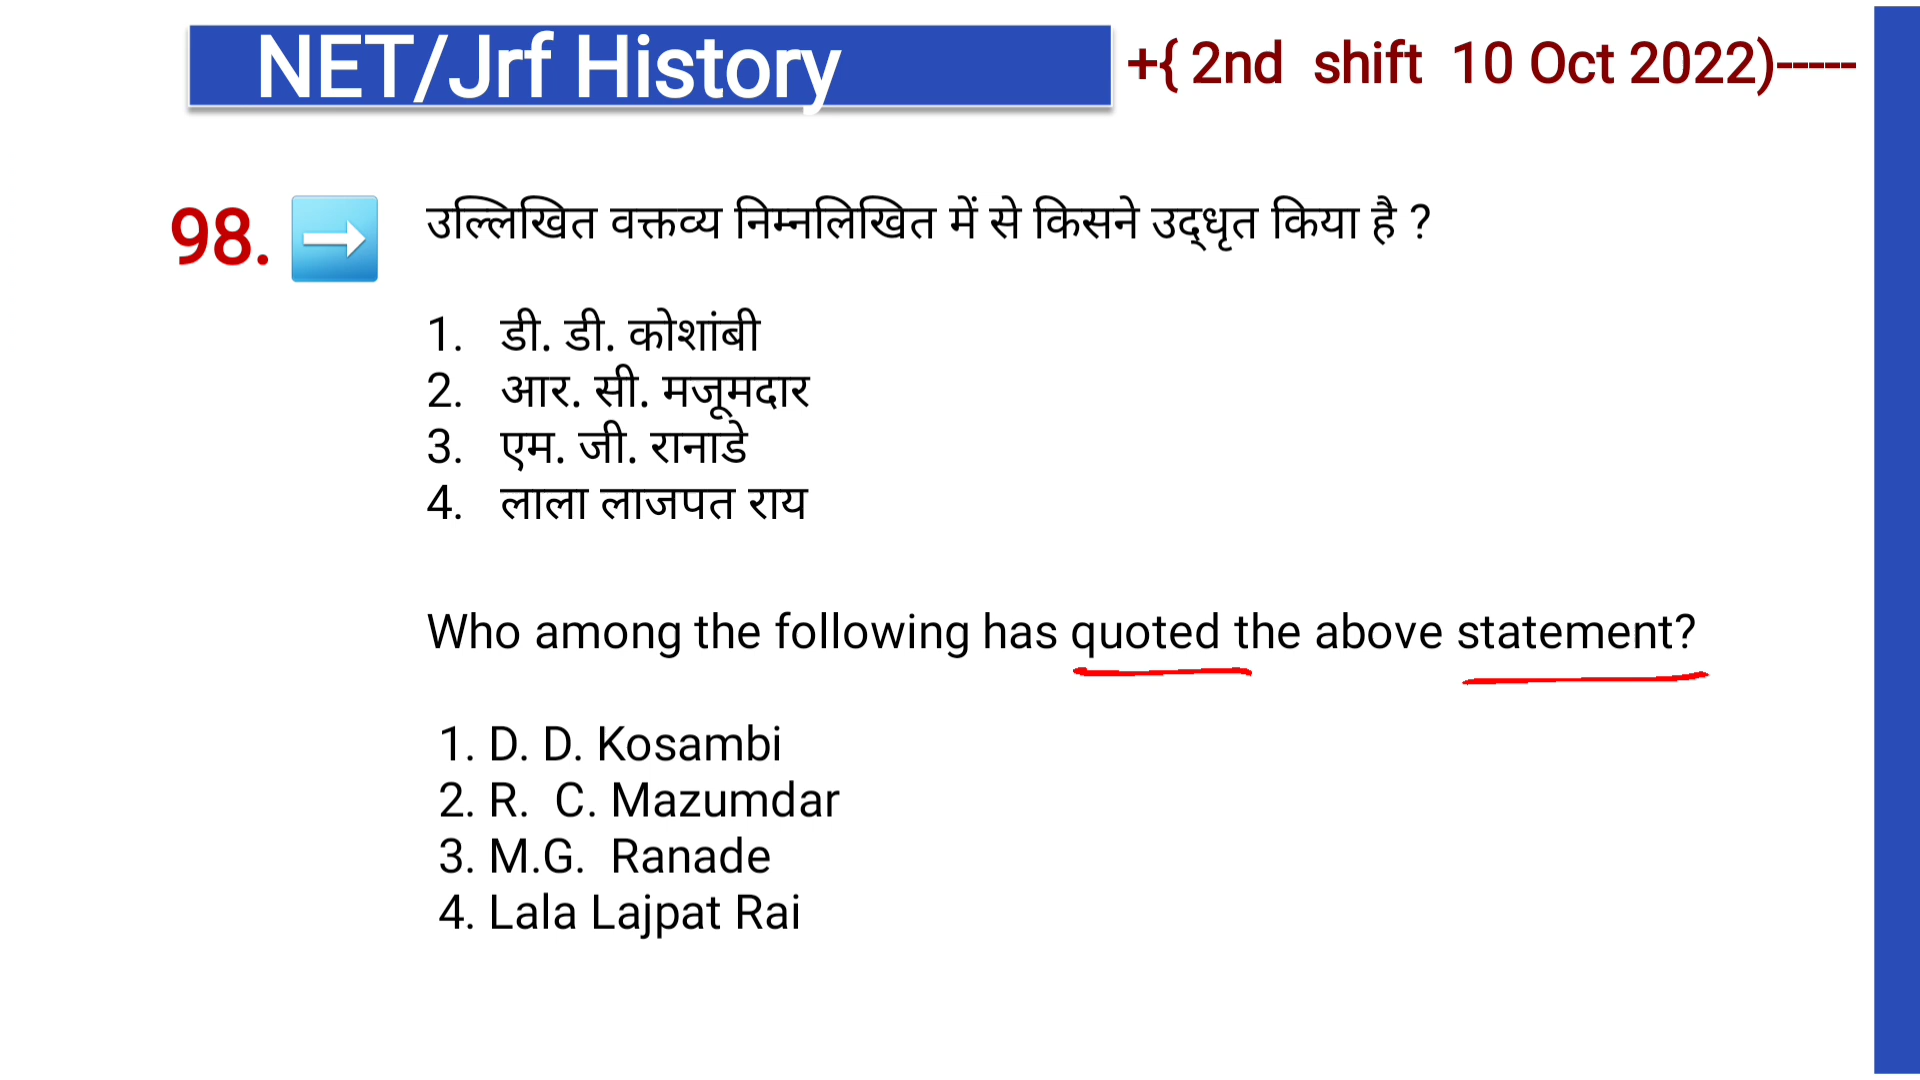 NET/Jrf History
+{ 2nd shift 10 Oct 2022)-----
98. ➡ उल्लिखित वक्तव्य निम्नलिखित में से किसने उद्धृत किया है ?
1. डी. डी. कोशांबी
2. आर. सी. मजूमदार
3. एम. जी. रानाडे
4. लाला लाजपत राय
Who among the following has quoted the above statement?
1. D. D. Kosambi
2. R. C. Mazumdar
3. M.G. Ranade
4. Lala Lajpat Rai